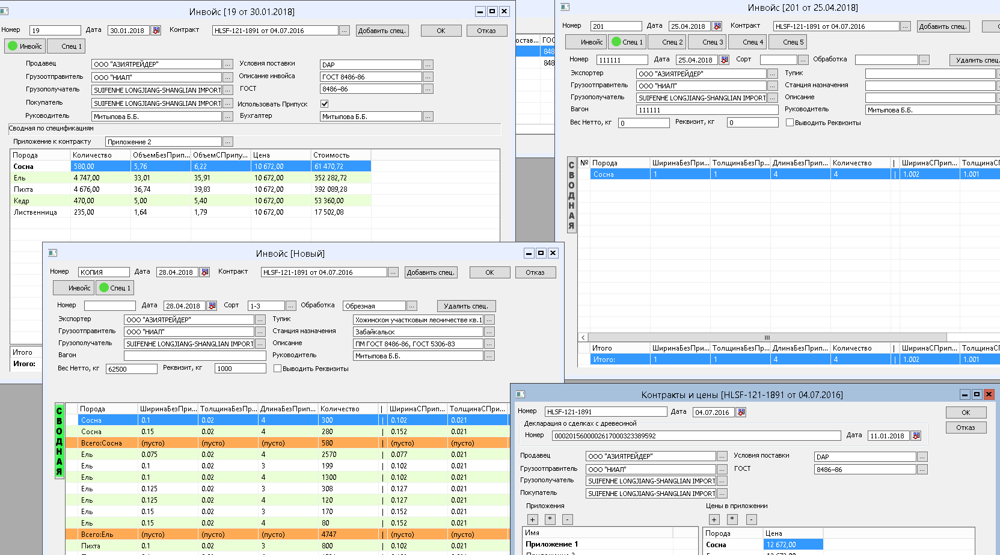 Инвойс [19 от 30.01.2018]
Номер 19 Дата 30.01.2018 Контракт HLSF-121-1891 от 04.07.2016 ... Добавить спец. OK Отказ
Инвойс Спец 1
Продавец ООО "АЗИЯТРЕЙДЕР" ... Условия поставки DAP ...
Грузоотправитель ООО "НИАЛ" ... Описание инвойса ГОСТ 8486-86 ...
Грузополучатель SUIFENHE LONGJIANG-SHANGLIAN IMPORT ... ГОСТ 8486–86 ...
Покупатель SUIFENHE LONGJIANG-SHANGLIAN IMPORT ... Использовать Припуск
Руководитель Митыпова Б.Б. ... Бухгалтер Митыпова Б.Б. ...
Сводная по спецификациям
Приложение к контракту Приложение 2 ...
Порода Количество ОбъемБезПрип... ОбъемСПрипу... Цена Стоимость
Сосна 580,00 5,76 6,22 10 672,00 61 470,72
Ель 4 747,00 33,01 35,91 10 672,00 352 282,72
Пихта 4 676,00 36,74 39,83 10 672,00 392 089,28
Кедр 470,00 5,00 5,40 10 672,00 53 360,00
Лиственница 235,00 1,64 1,79 10 672,00 17 502,08
Итого
Итого:
остав... ГОС
848
848
Инвойс [201 от 25.04.2018]
Номер 201 Дата 25.04.2018 Контракт HLSF-121-1891 от 04.07.2016 ... Добавить спец.
Инвойс Спец 1 Спец 2 Спец 3 Спец 4 Спец 5
Номер 111111 Дата 25.04.2018 Сорт ... Обработка ... Удалить спец.
Экспортер ООО "АЗИЯТРЕЙДЕР" ... Тупик
Грузоотправитель ООО "НИАЛ" ... Станция назначения
Грузополучатель SUIFENHE LONGJIANG-SHANGLIAN IMPORT ... Описание
Вагон 111111 Руководитель Митыпова Б.Б.
Вес Нетто, кг 0 Реквизит, кг 0 Выводить Реквизиты
СВОДНАЯ
№ Порода ШиринаБезПри... ТолщинаБезПр... ДлинаБезПрип... Количество | ШиринаСПрип... ТолщинаСП
Сосна 1 1 4 4 | 1.002 1.001
Итого ШиринаБезПри... ТолщинаБезПр... ДлинаБезПрип... Количество | ШиринаСПрип... ТолщинаСП
Итого: 1 1 4 4 | 1.002 1.001
Инвойс [Новый]
Номер КОПИЯ Дата 28.04.2018 Контракт HLSF-121-1891 от 04.07.2016 ... Добавить спец. OK Отказ
Инвойс Спец 1
Номер Дата 28.04.2018 Сорт 1-3 ... Обработка Обрезная ... Удалить спец.
Экспортер ООО "АЗИЯТРЕЙДЕР" ... Тупик Хожинском участковым лесничестве кв.1 ...
Грузоотправитель ООО "НИАЛ" ... Станция назначения Забайкальск ...
Грузополучатель SUIFENHE LONGJIANG-SHANGLIAN IMPORT ... Описание ПМ ГОСТ 8486-86, ГОСТ 5306-83 ...
Вагон Руководитель Митыпова Б.Б. ...
Вес Нетто, кг 62500 Реквизит, кг 1000 Выводить Реквизиты
СВОДНАЯ
Порода ШиринаБезПри... ТолщинаБезПр... ДлинаБезПрип... Количество | ШиринаСПрип... ТолщинаСПри...
Сосна 0.1 0.02 4 300 | 0.102 0.021
Сосна 0.15 0.02 4 280 | 0.152 0.021
Всего:Сосна (пусто) (пусто) (пусто) 580 | (пусто) (пусто)
Ель 0.075 0.02 4 2570 | 0.077 0.021
Ель 0.1 0.02 3 199 | 0.102 0.021
Ель 0.1 0.02 4 1300 | 0.102 0.021
Ель 0.125 0.02 3 308 | 0.127 0.021
Ель 0.125 0.02 4 120 | 0.127 0.021
Ель 0.15 0.02 3 170 | 0.152 0.021
Ель 0.15 0.02 4 80 | 0.152 0.021
Всего:Ель (пусто) (пусто) (пусто) 4747 | (пусто) (пусто)
Пихта 0.1 0.02 3 800 | 0.102 0.021
Контракты и цены [HLSF-121-1891 от 04.07.2016]
Номер HLSF-121-1891 Дата 04.07.2016 OK
Отказ
Декларация о сделках с древесиной
Номер 0002015600002617000323389592 Дата 11.01.2018
Продавец ООО "АЗИЯТРЕЙДЕР" ... Условия поставки DAP ...
Грузоотправитель ООО "НИАЛ" ... ГОСТ 8486–86 ...
Грузополучатель SUIFENHE LONGJIANG-SHANGLIAN IMPORT ...
Покупатель SUIFENHE LONGJIANG-SHANGLIAN IMPORT ...
Приложения Цены в приложении
+ * - + * -
Имя Порода Цена
Приложение 1 Сосна 12 672,00